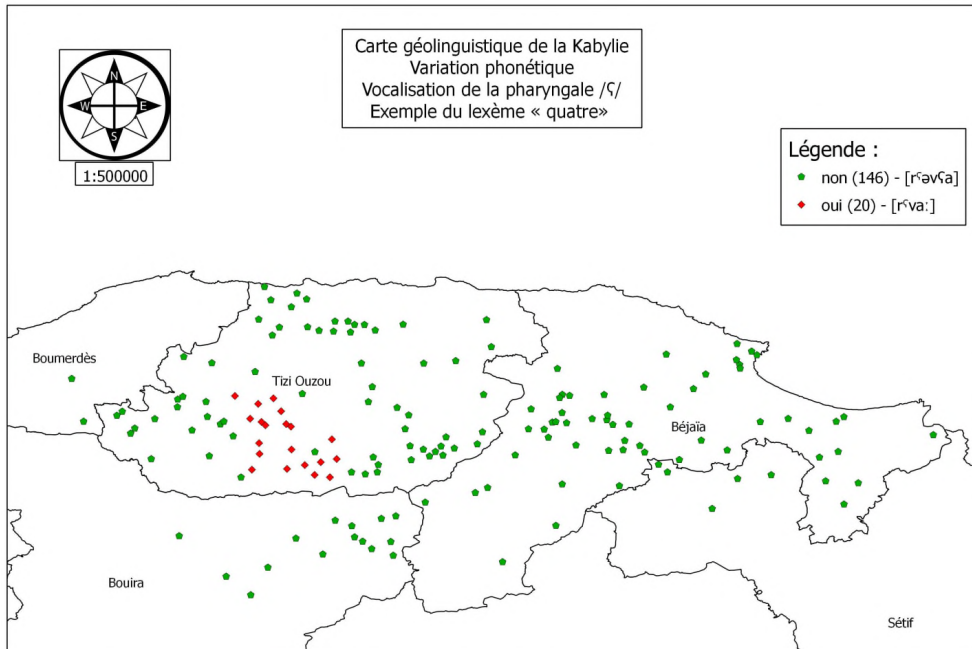 Carte géolinguistique de la Kabylie
Variation phonétique
Vocalisation de la pharyngale /ʕ/
Exemple du lexème « quatre»
N
W
E
S
1:500000
Légende :
non (146) - [rˤəvʕa]
oui (20) - [rˤvaː]
Boumerdès
Tizi Ouzou
Béjaïa
Bouira
Sétif